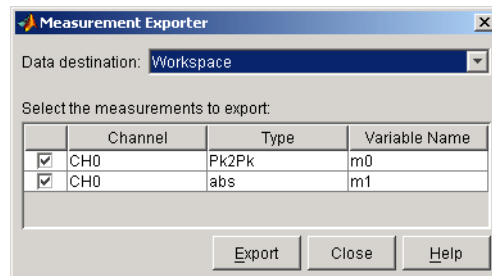 Measurement Exporter
Data destination: Workspace
Select the measurements to export:
Channel Type Variable Name
CH0 Pk2Pk m0
CH0 abs m1
Export Close Help